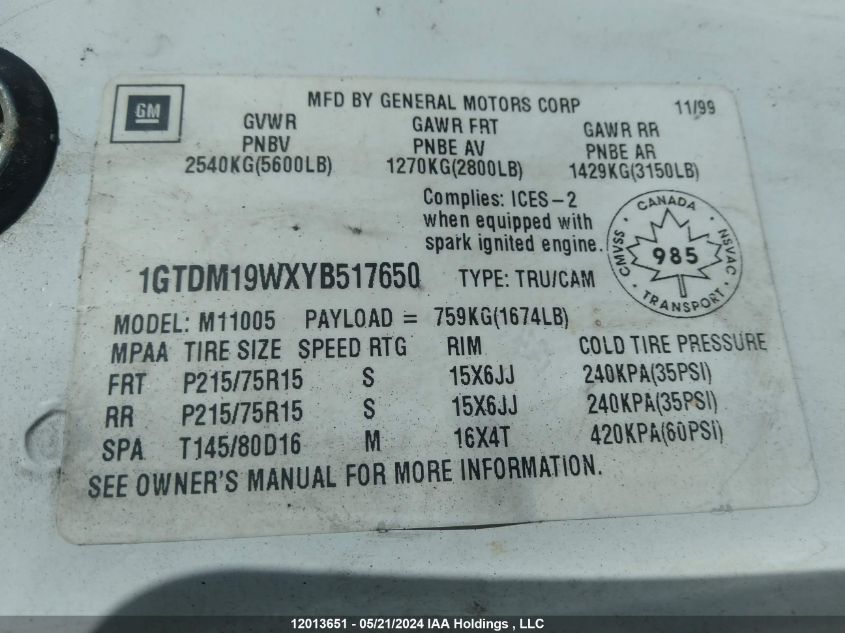 GM
MFD BY GENERAL MOTORS CORP 11/99
GVWR GAWR FRT GAWR RR
PNBV PNBE AV PNBE AR
2540KG(5600LB) 1270KG(2800LB) 1429KG(3150LB)
Complies: ICES-2
when equipped with
spark ignited engine.
CANADA
CMVSS 985 NSVAC
TRANSPORT
1GTDM19WXYB517650 TYPE: TRU/CAM
MODEL: M11005 PAYLOAD = 759KG(1674LB)
MPAA TIRE SIZE SPEED RTG RIM COLD TIRE PRESSURE
FRT P215/75R15 S 15X6JJ 240KPA(35PSI)
RR P215/75R15 S 15X6JJ 240KPA(35PSI)
SPA T145/80D16 M 16X4T 420KPA(60PSI)
SEE OWNER'S MANUAL FOR MORE INFORMATION.
12013651 - 05/21/2024 IAA Holdings , LLC